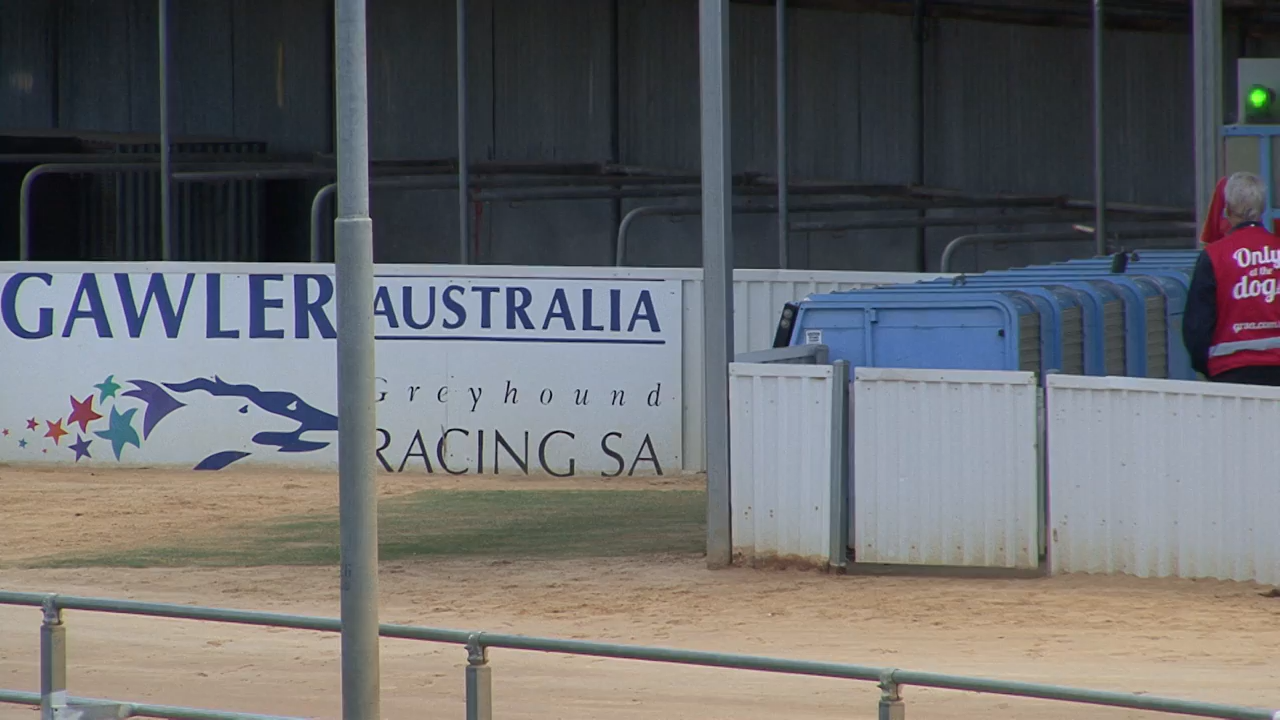 GAWLER AUSTRALIA
Greyhound
RACING SA
Only
at the
dogs